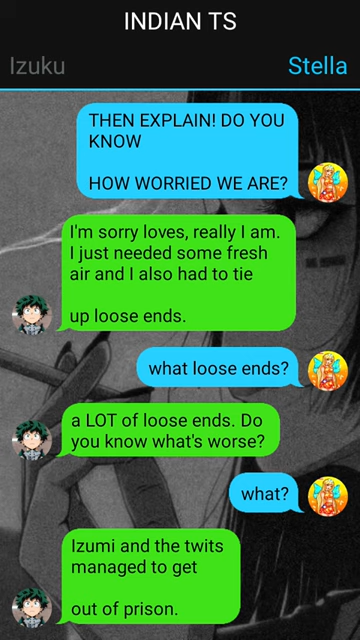 INDIAN TS
Izuku
Stella
THEN EXPLAIN! DO YOU
KNOW
HOW WORRIED WE ARE?
I'm sorry loves, really I am.
I just needed some fresh
air and I also had to tie
up loose ends.
what loose ends?
a LOT of loose ends. Do
you know what's worse?
what?
Izumi and the twits
managed to get
out of prison.